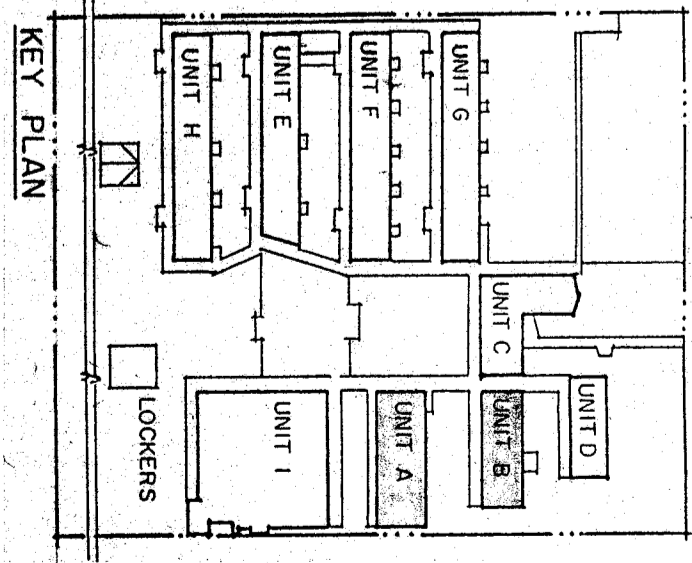 UNIT G
UNIT F
UNIT E
UNIT H
UNIT C
UNIT D
UNIT B
UNIT A
UNIT I
LOCKERS
KEY PLAN